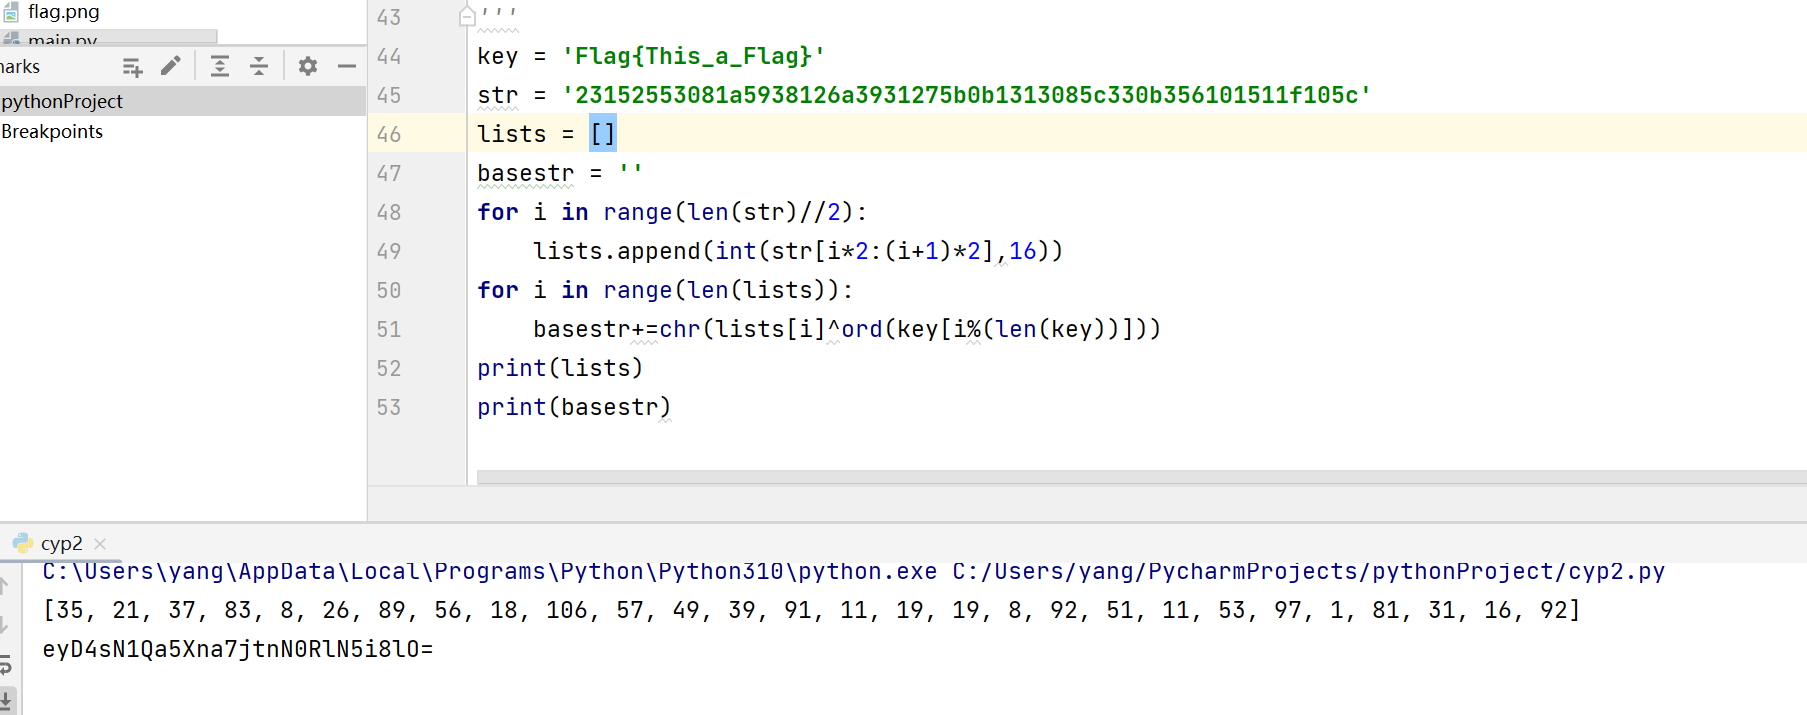 flag.png
main.py
marks
pythonProject
Breakpoints
43 '''
44 key = 'Flag{This_a_Flag}'
45 str = '23152553081a5938126a3931275b0b1313085c330b356101511f105c'
46 lists = []
47 basestr = ''
48 for i in range(len(str)//2):
49 lists.append(int(str[i*2:(i+1)*2],16))
50 for i in range(len(lists)):
51 basestr+=chr(lists[i]^ord(key[i%(len(key))]))
52 print(lists)
53 print(basestr)
cyp2
C:\Users\yang\AppData\Local\Programs\Python\Python310\python.exe C:/Users/yang/PycharmProjects/pythonProject/cyp2.py
[35, 21, 37, 83, 8, 26, 89, 56, 18, 106, 57, 49, 39, 91, 11, 19, 19, 8, 92, 51, 11, 53, 97, 1, 81, 31, 16, 92]
eyD4sN1Qa5Xna7jtnN0RlN5i8lO=